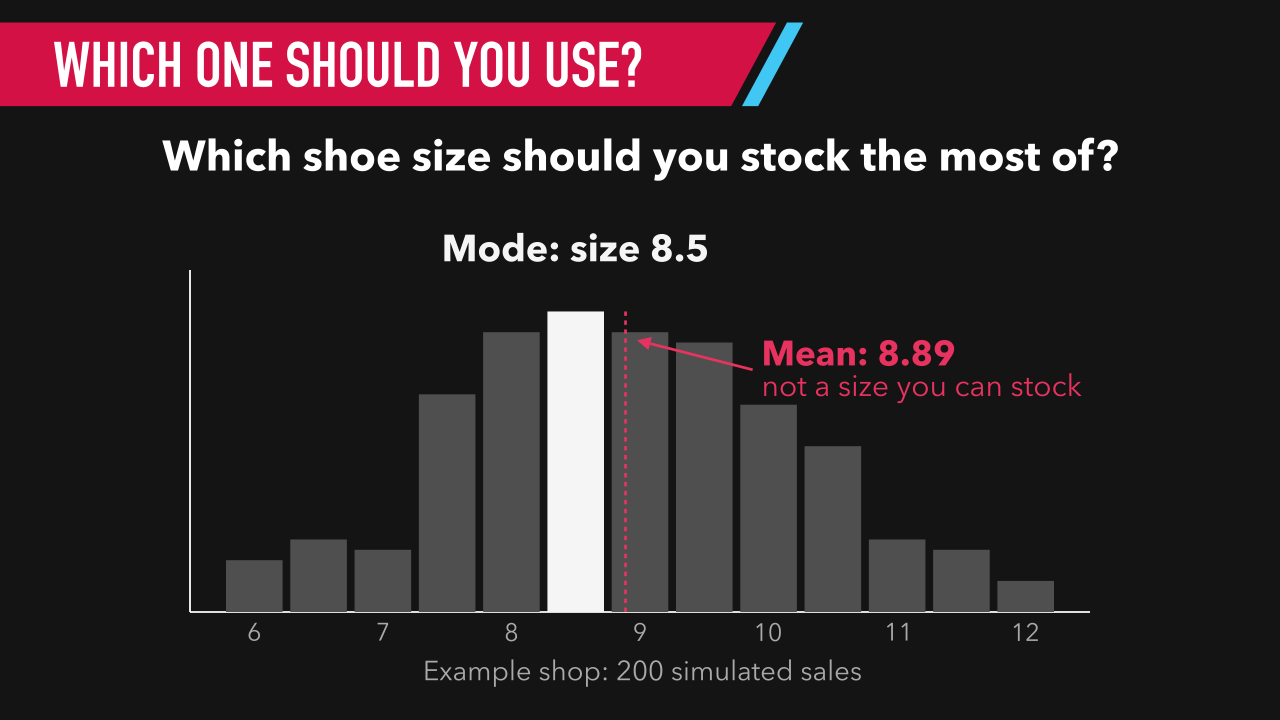 WHICH ONE SHOULD YOU USE?
Which shoe size should you stock the most of?
Mode: size 8.5
Mean: 8.89
not a size you can stock
6 7 8 9 10 11 12
Example shop: 200 simulated sales